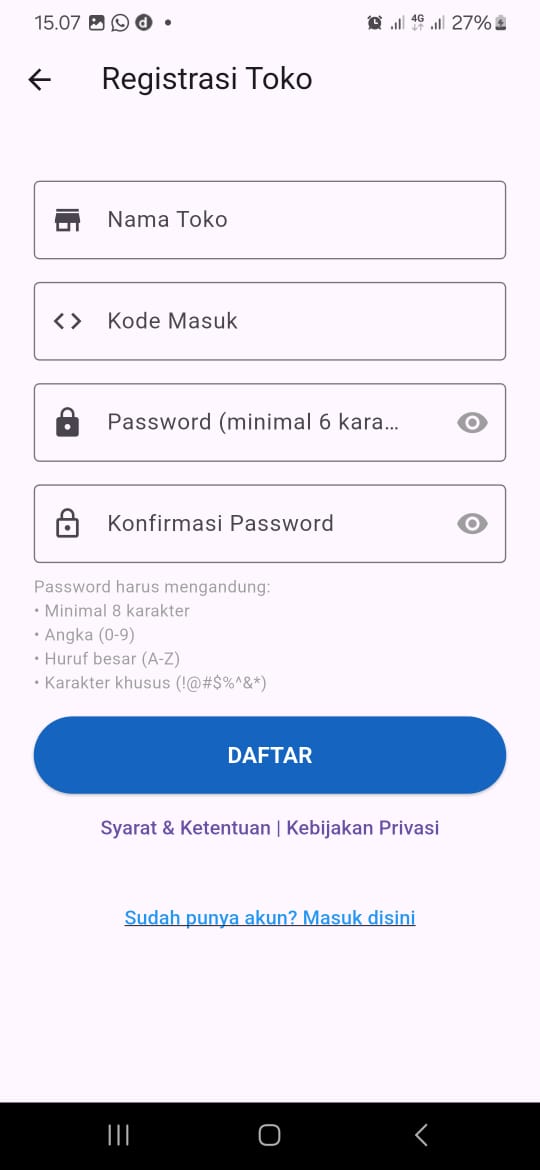 15.07
4G
27%
Registrasi Toko
Nama Toko
Kode Masuk
Password (minimal 6 kara...
Konfirmasi Password
Password harus mengandung:
• Minimal 8 karakter
• Angka (0-9)
• Huruf besar (A-Z)
• Karakter khusus (!@#$%^&*)
DAFTAR
Syarat & Ketentuan | Kebijakan Privasi
Sudah punya akun? Masuk disini